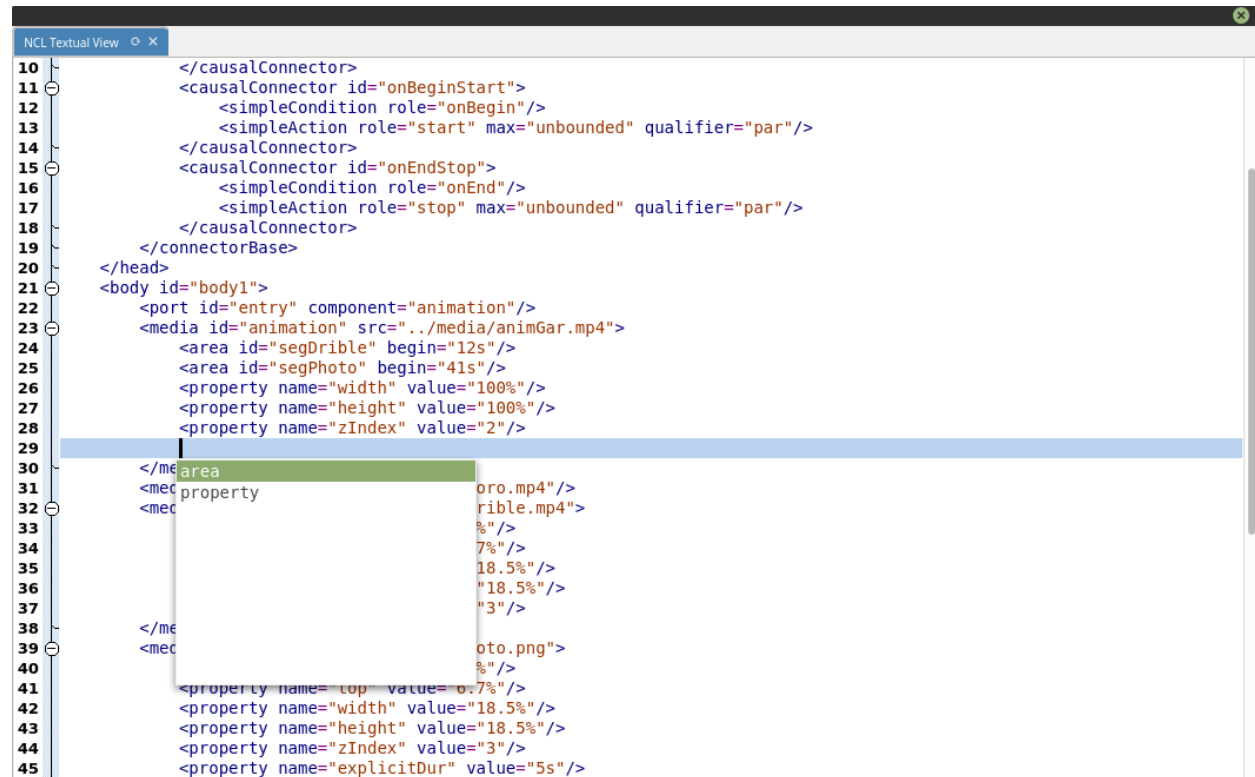 NCL Textual View
10 </causalConnector>
11 <causalConnector id="onBeginStart">
12 <simpleCondition role="onBegin"/>
13 <simpleAction role="start" max="unbounded" qualifier="par"/>
14 </causalConnector>
15 <causalConnector id="onEndStop">
16 <simpleCondition role="onEnd"/>
17 <simpleAction role="stop" max="unbounded" qualifier="par"/>
18 </causalConnector>
19 </connectorBase>
20 </head>
21 <body id="body1">
22 <port id="entry" component="animation"/>
23 <media id="animation" src="../media/animGar.mp4">
24 <area id="segDrible" begin="12s"/>
25 <area id="segPhoto" begin="41s"/>
26 <property name="width" value="100%"/>
27 <property name="height" value="100%"/>
28 <property name="zIndex" value="2"/>
29
30 </me area
31 <med property oro.mp4"/>
32 <med rible.mp4">
33 %"/>
34 7%"/>
35 18.5%"/>
36 "18.5%"/>
37 "3"/>
38 </me
39 <med oto.png">
40 %"/>
41 <property name="top" value="6.7%"/>
42 <property name="width" value="18.5%"/>
43 <property name="height" value="18.5%"/>
44 <property name="zIndex" value="3"/>
45 <property name="explicitDur" value="5s"/>